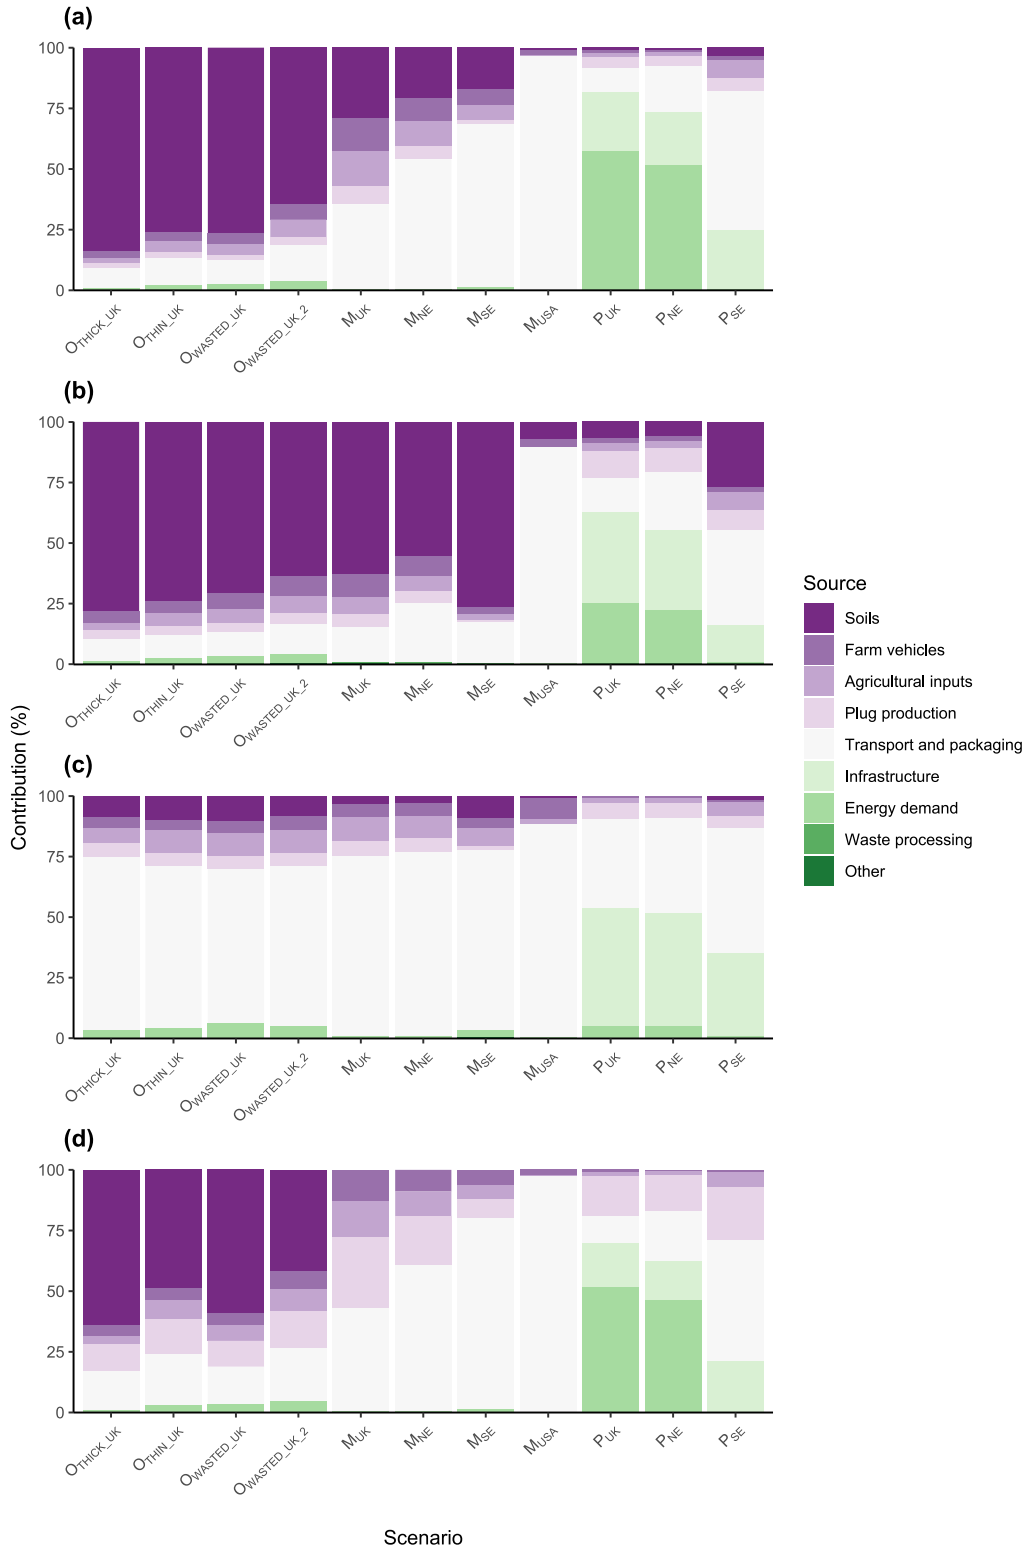 (a)
100
75
50
25
0
OTHICK_UK
OTHIN_UK
OWASTED_UK
OWASTED_UK_2
MUK
MNE
MSE
MUSA
PUK
PNE
PSE
(b)
100
75
50
25
0
OTHICK_UK
OTHIN_UK
OWASTED_UK
OWASTED_UK_2
MUK
MNE
MSE
MUSA
PUK
PNE
PSE
Source
Soils
Farm vehicles
Agricultural inputs
Plug production
Transport and packaging
Infrastructure
Energy demand
Waste processing
Other
Contribution (%)
(c)
100
75
50
25
0
OTHICK_UK
OTHIN_UK
OWASTED_UK
OWASTED_UK_2
MUK
MNE
MSE
MUSA
PUK
PNE
PSE
(d)
100
75
50
25
0
OTHICK_UK
OTHIN_UK
OWASTED_UK
OWASTED_UK_2
MUK
MNE
MSE
MUSA
PUK
PNE
PSE
Scenario